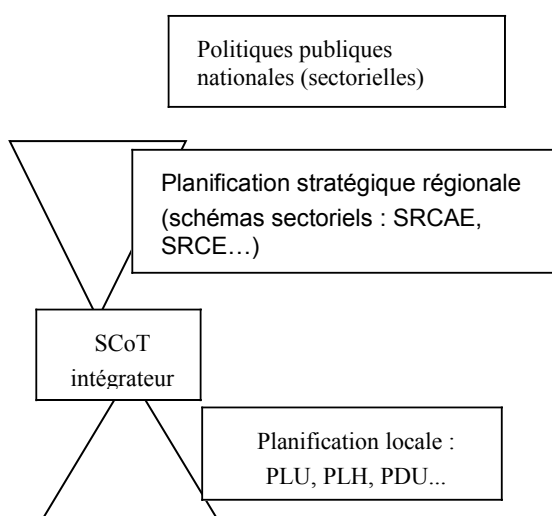 Politiques publiques
nationales (sectorielles)
Planification stratégique régionale
(schémas sectoriels : SRCAE,
SRCE…)
SCoT
intégrateur
Planification locale :
PLU, PLH, PDU...